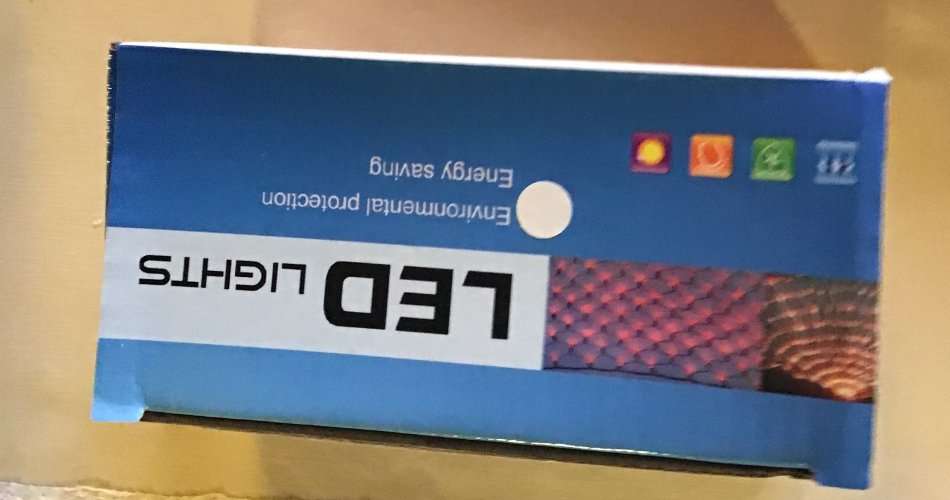 LED LIGHTS
Environmental protection
Energy saving